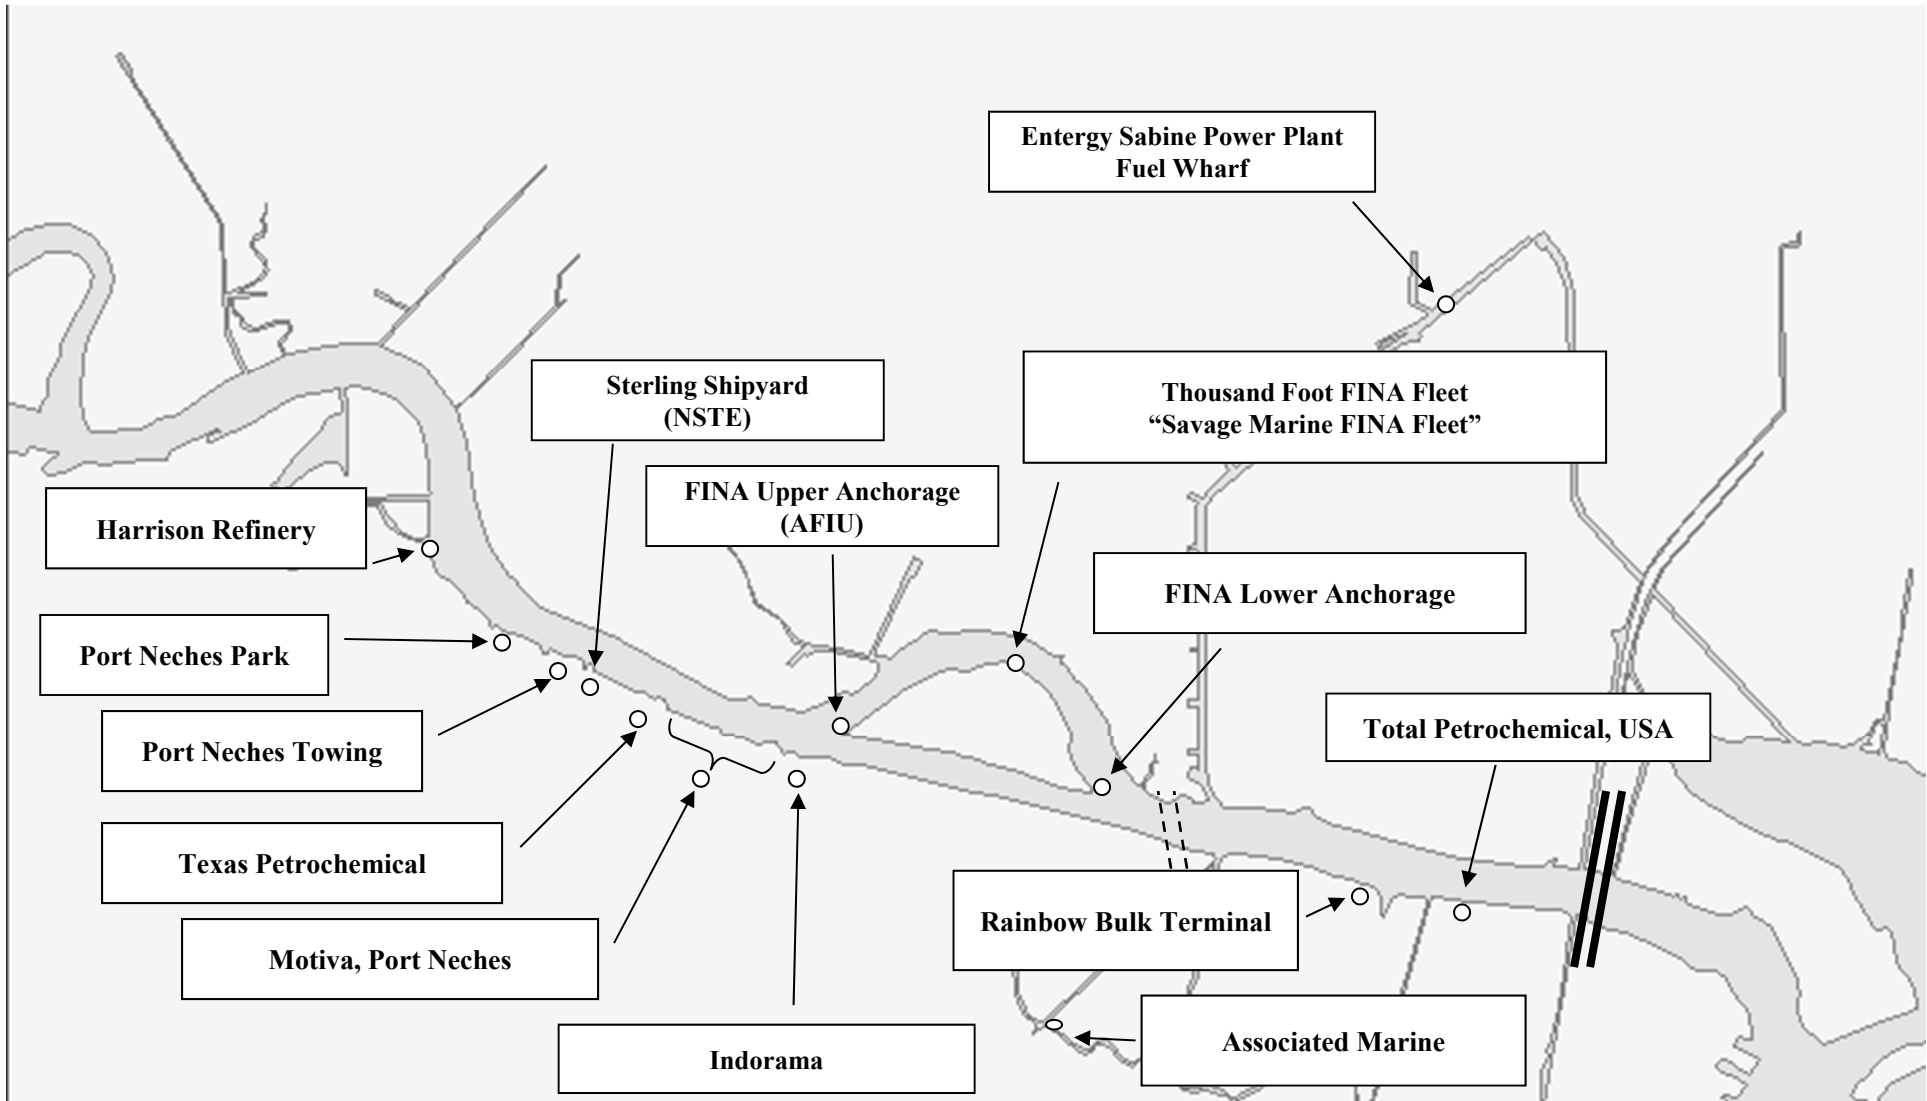 Entergy Sabine Power Plant
Fuel Wharf
Sterling Shipyard
(NSTE)
Thousand Foot FINA Fleet
“Savage Marine FINA Fleet”
FINA Upper Anchorage
(AFIU)
Harrison Refinery
FINA Lower Anchorage
Port Neches Park
Port Neches Towing
Total Petrochemical, USA
Texas Petrochemical
Rainbow Bulk Terminal
Motiva, Port Neches
Associated Marine
Indorama